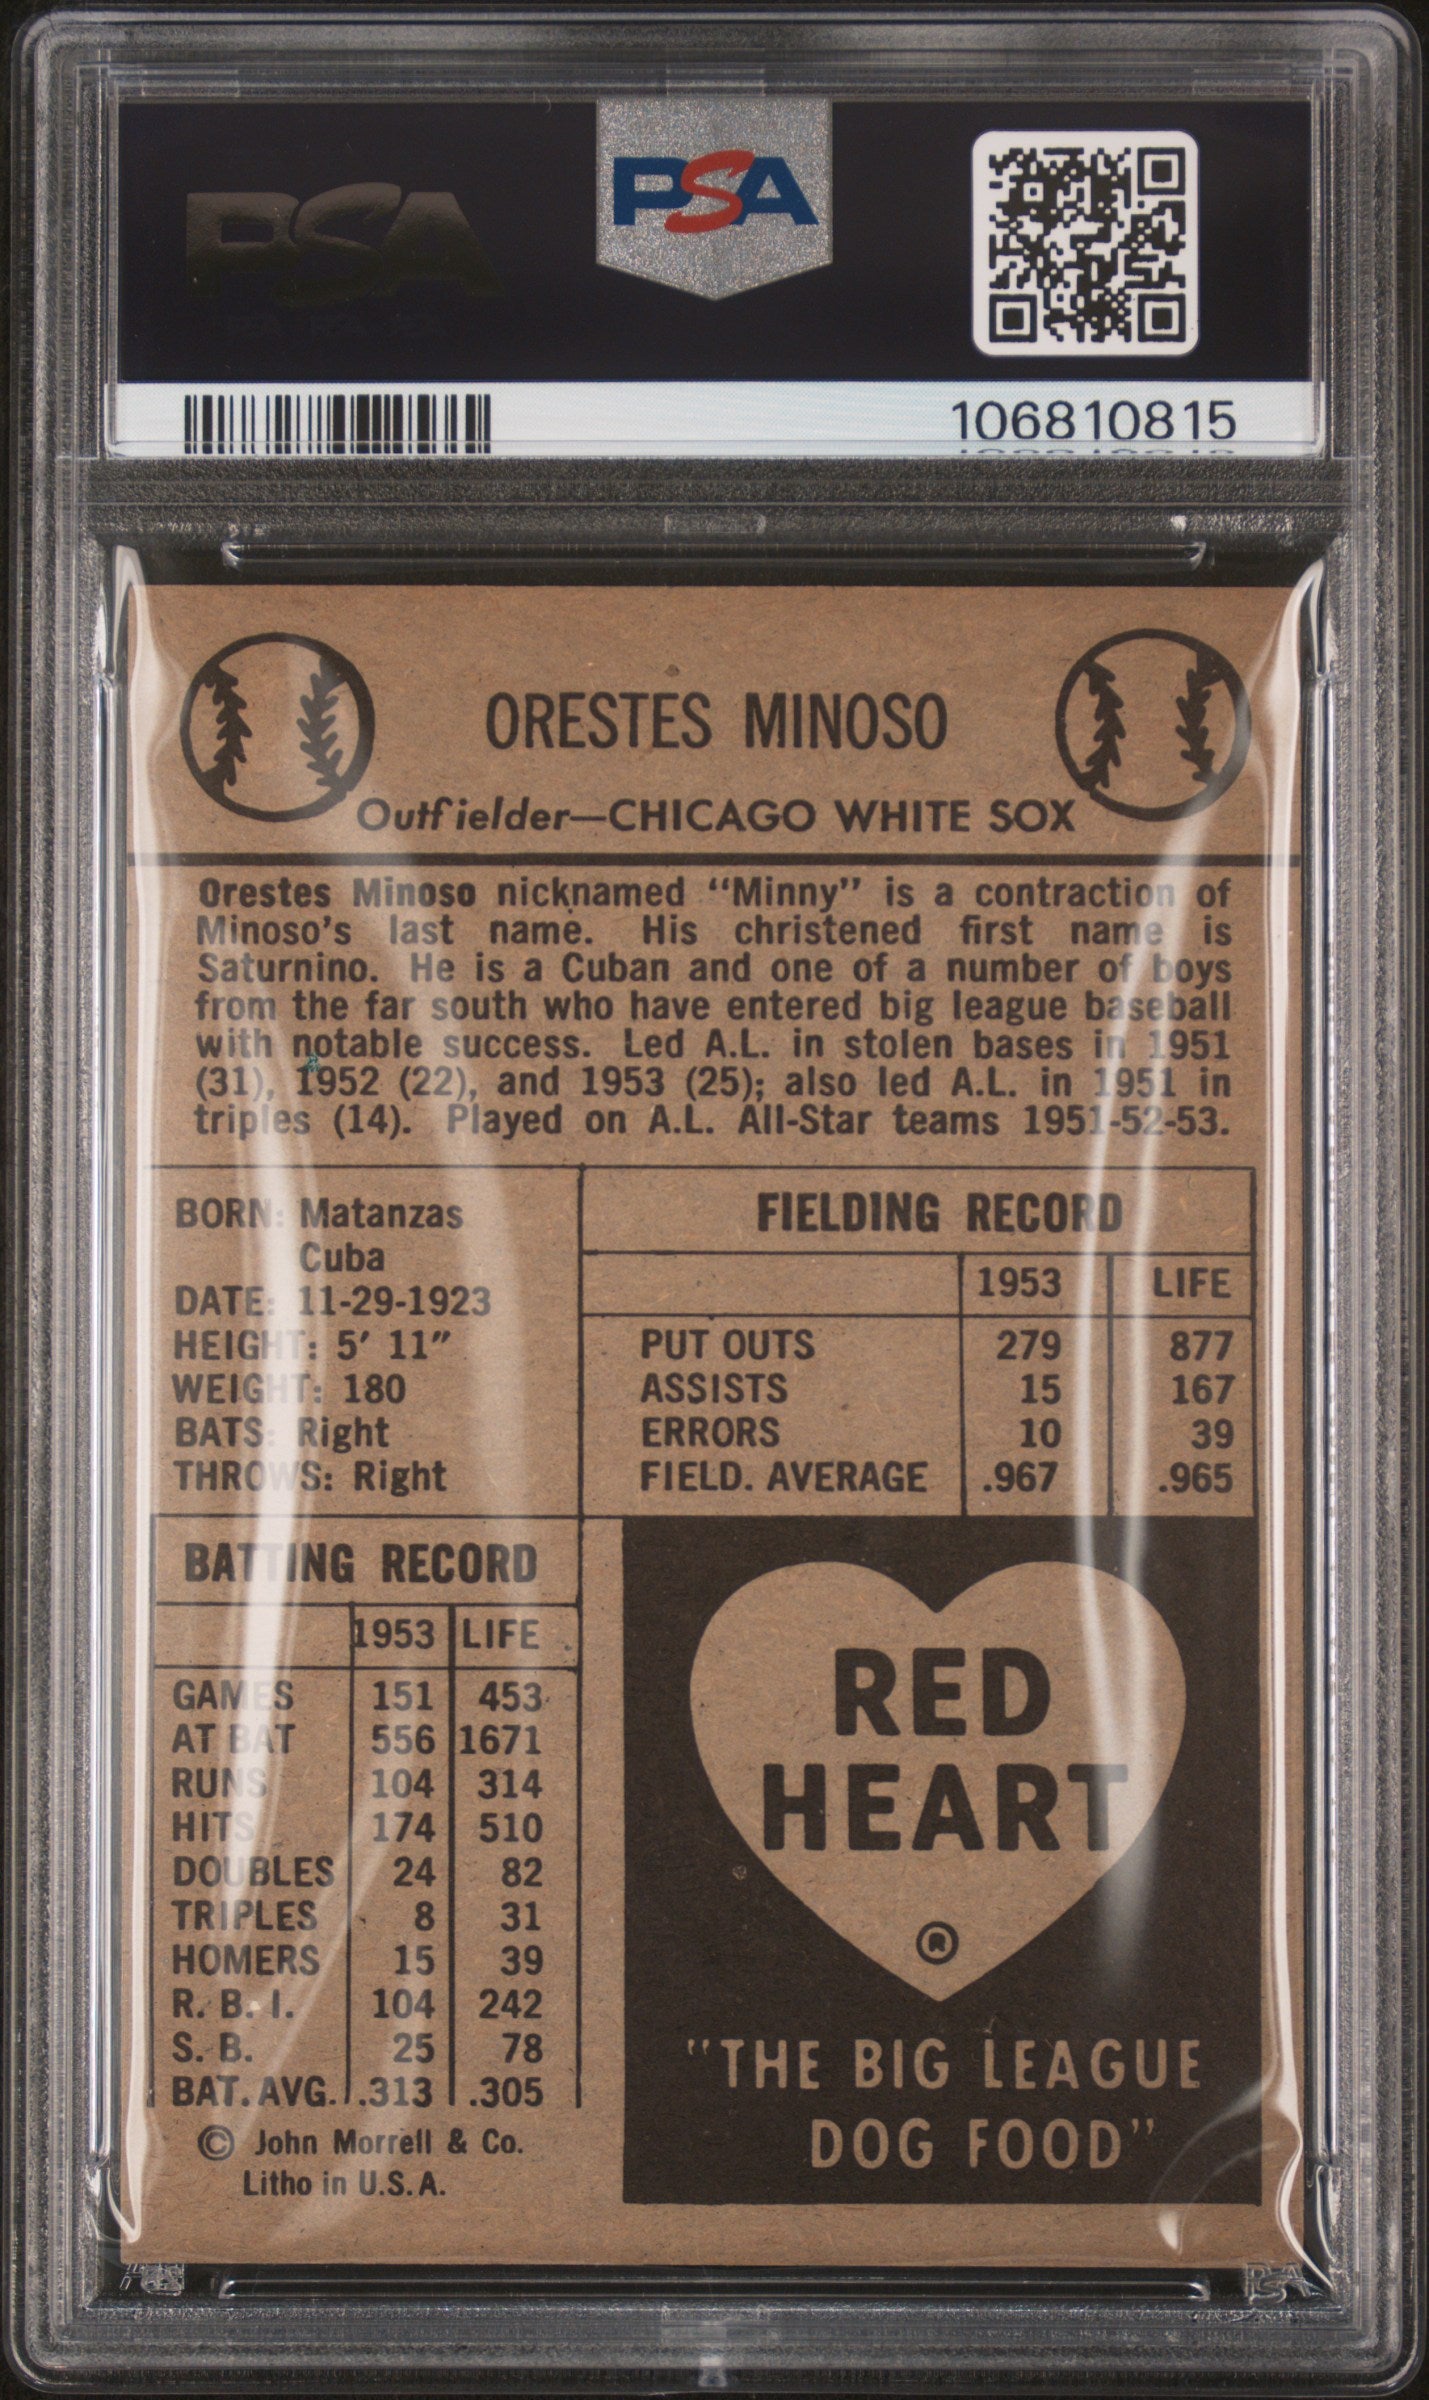 PSA
PSA
106810815
ORESTES MINOSO
Outfielder—CHICAGO WHITE SOX
Orestes Minoso nicknamed "Minny" is a contraction of
Minoso's last name. His christened first name is
Saturnino. He is a Cuban and one of a number of boys
from the far south who have entered big league baseball
with notable success. Led A.L. in stolen bases in 1951
(31), 1952 (22), and 1953 (25); also led A.L. in 1951 in
triples (14). Played on A.L. All-Star teams 1951-52-53.
BORN: Matanzas
Cuba
DATE: 11-29-1923
HEIGHT: 5' 11"
WEIGHT: 180
BATS: Right
THROWS: Right
FIELDING RECORD
1953 LIFE
PUT OUTS 279 877
ASSISTS 15 167
ERRORS 10 39
FIELD. AVERAGE .967 .965
BATTING RECORD
1953 LIFE
GAMES 151 453
AT BAT 556 1671
RUNS 104 314
HITS 174 510
DOUBLES 24 82
TRIPLES 8 31
HOMERS 15 39
R. B. I. 104 242
S. B. 25 78
BAT. AVG. .313 .305
© John Morrell & Co.
Litho in U.S.A.
RED
HEART
®
"THE BIG LEAGUE
DOG FOOD"
PSA